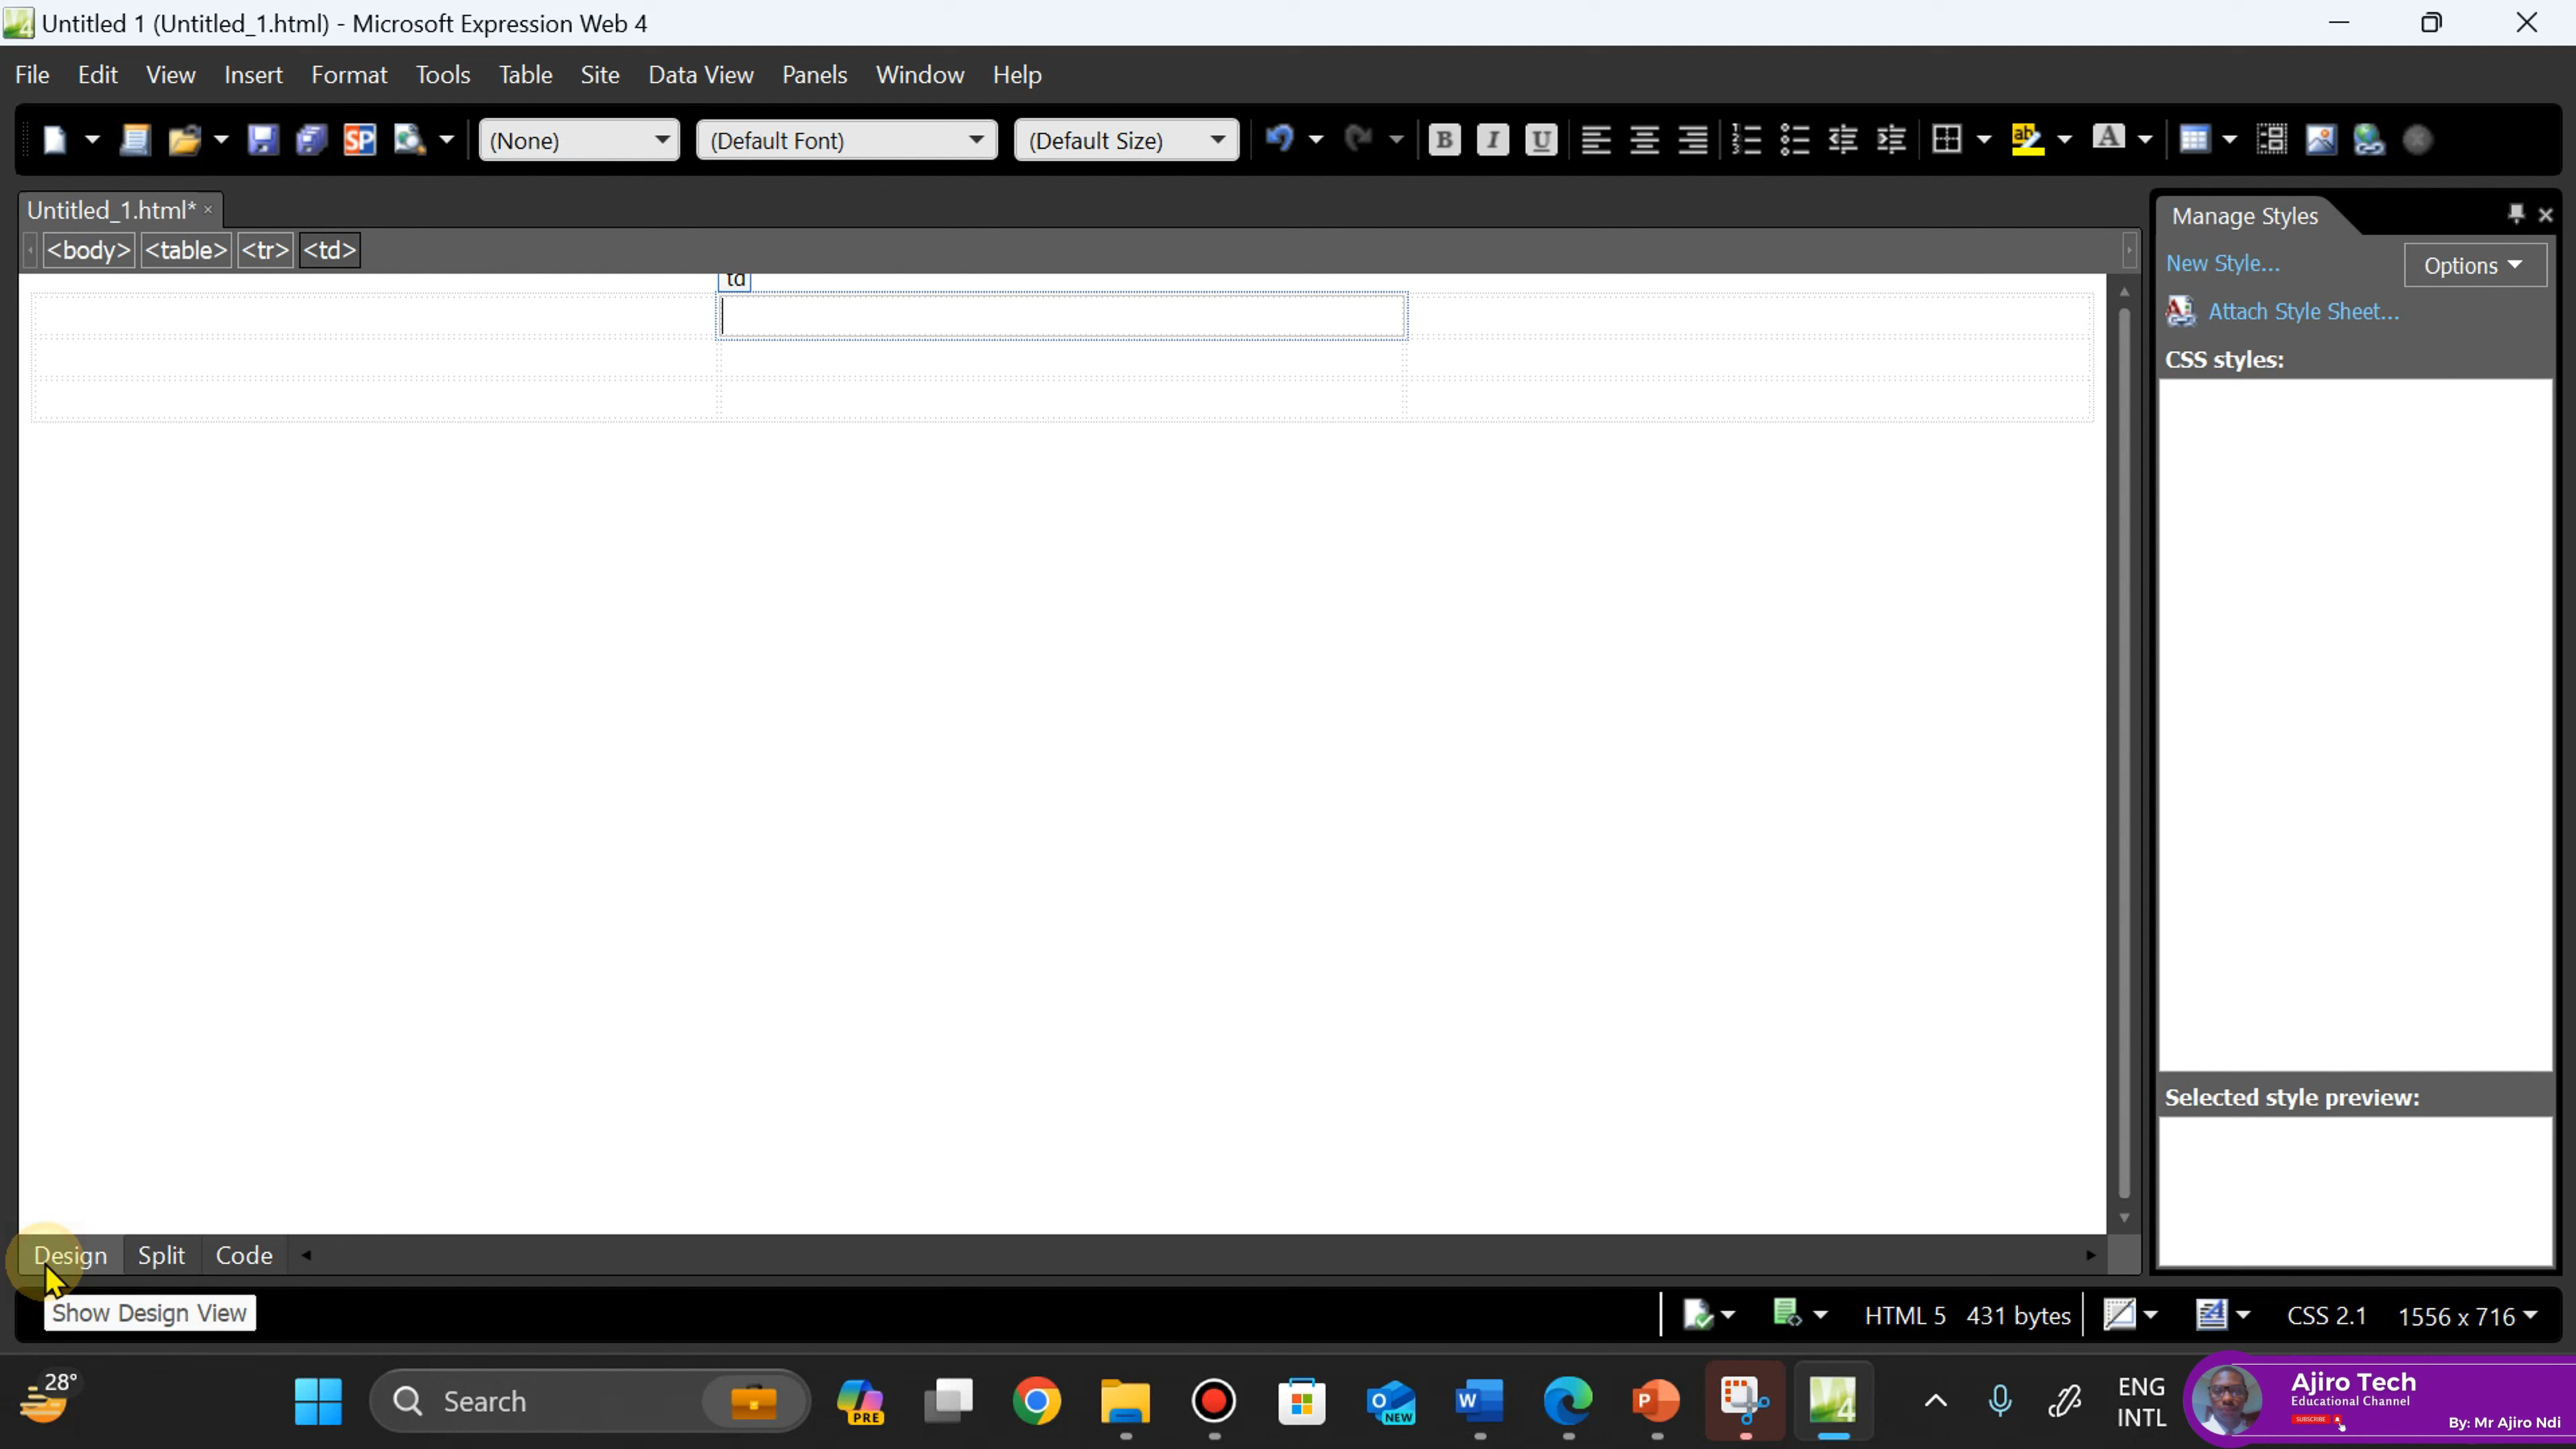 Untitled 1 (Untitled_1.html) - Microsoft Expression Web 4
File Edit View Insert Format Tools Table Site Data View Panels Window Help
(None) (Default Font) (Default Size)
Untitled_1.html* ×
<body> <table> <tr> <td>
td
Manage Styles
New Style... Options
Attach Style Sheet...
CSS styles:
Selected style preview:
Design Split Code
Show Design View
HTML 5 431 bytes CSS 2.1 1556 x 716
28°
Search
PRE
NEW
ENG
INTL
Ajiro Tech
Educational Channel
SUBSCRIBE
By: Mr Ajiro Ndi